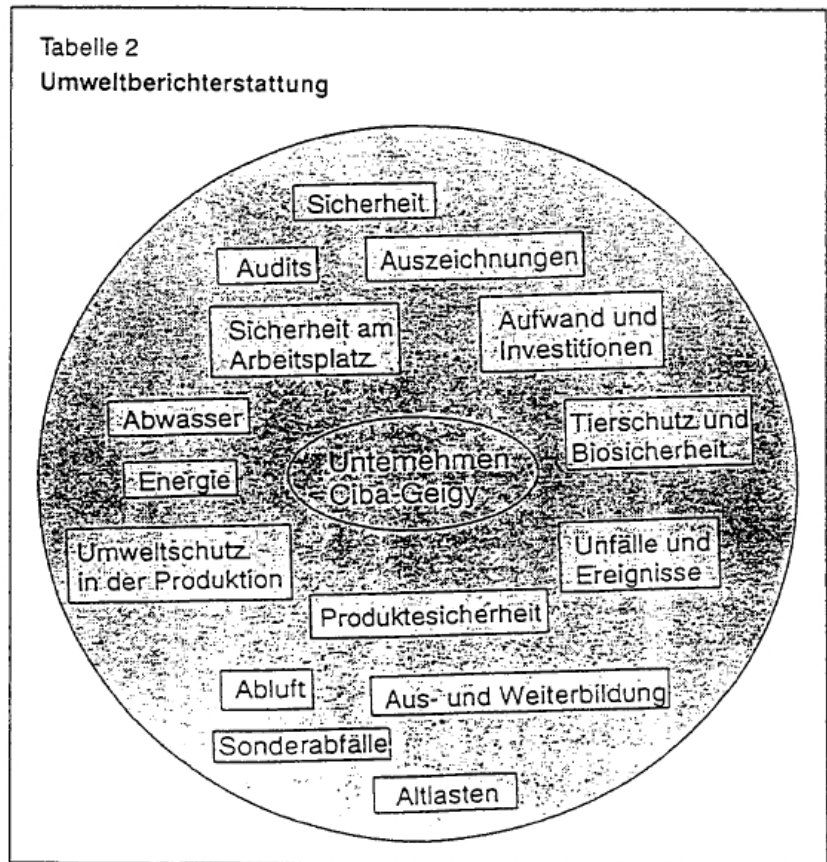 Tabelle 2
Umweltberichterstattung
Sicherheit
Audits
Auszeichnungen
Sicherheit am
Arbeitsplatz
Aufwand und
Investitionen
Abwasser
Tierschutz und
Biosicherheit
Energie
Unternehmen
Ciba-Geigy
Umweltschutz
in der Produktion
Unfälle und
Ereignisse
Produktesicherheit
Abluft
Aus- und Weiterbildung
Sonderabfälle
Altlasten